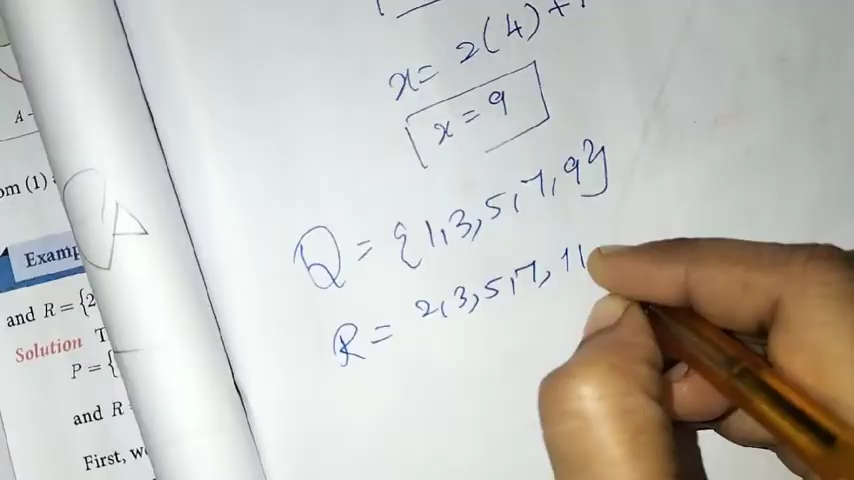 x = 2(4)+1
x = 9
Q = {1,3,5,7,9}
R = 2,3,5,7,11
A
om (1)
Examp
and R = {2
Solution T
P = {
and R
First, w